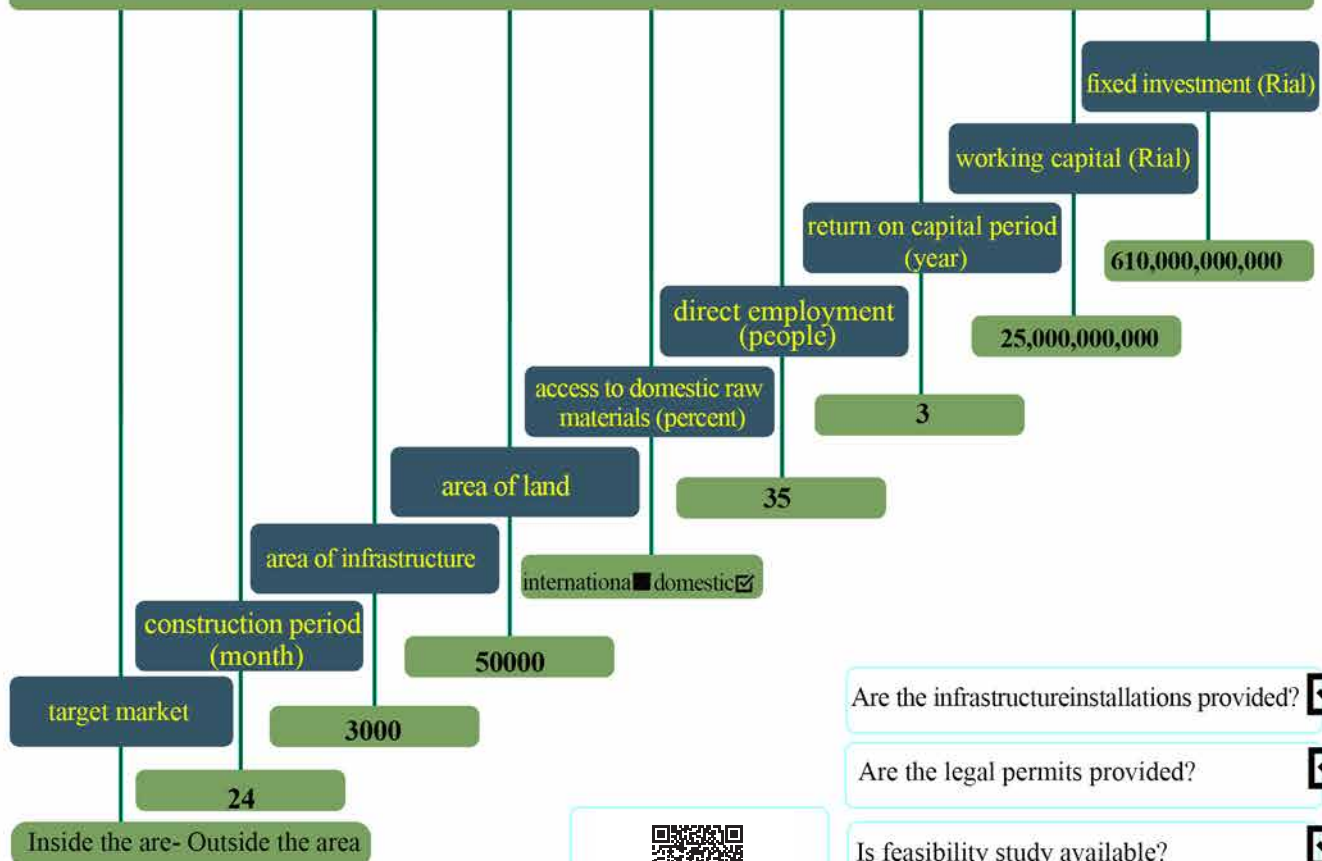 fixed investment (Rial)
610,000,000,000
working capital (Rial)
25,000,000,000
return on capital period
(year)
3
direct employment
(people)
35
access to domestic raw
materials (percent)
internationa■domestic☑
area of land
50000
area of infrastructure
3000
construction period
(month)
24
target market
Inside the are- Outside the area
Are the infrastructureinstallations provided?
Are the legal permits provided?
Is feasibility study available?